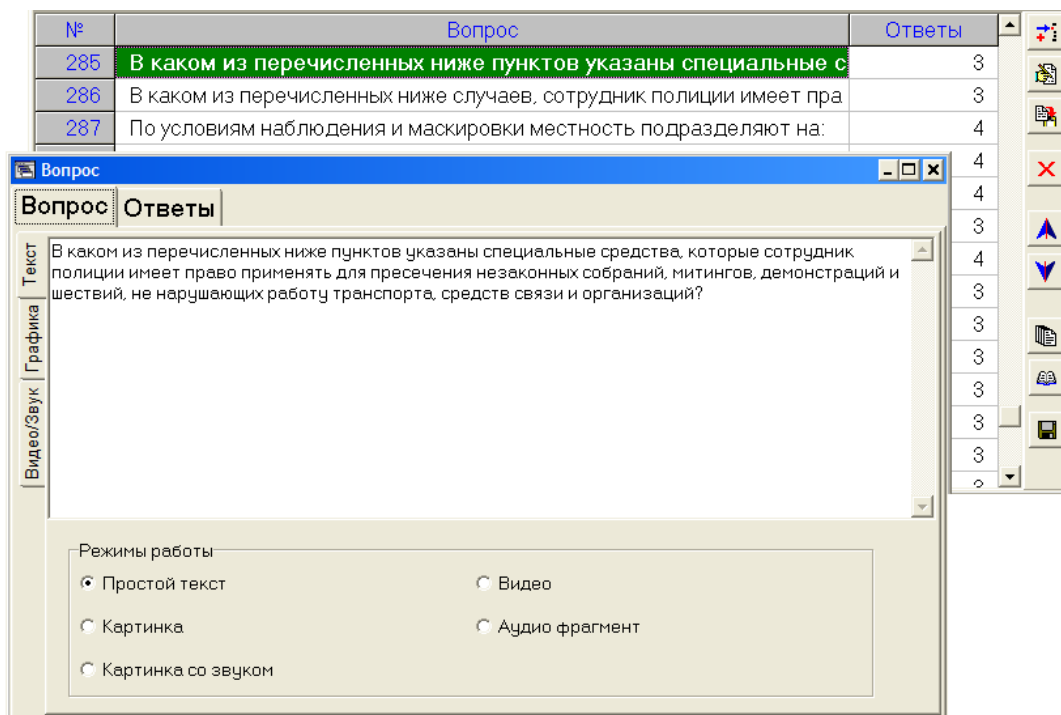 № Вопрос Ответы
285 В каком из перечисленных ниже пунктов указаны специальные с 3
286 В каком из перечисленных ниже случаев, сотрудник полиции имеет пра 3
287 По условиям наблюдения и маскировки местность подразделяют на: 4
4
Вопрос
4
Вопрос Ответы
3
Текст
В каком из перечисленных ниже пунктов указаны специальные средства, которые сотрудник
полиции имеет право применять для пресечения незаконных собраний, митингов, демонстраций и
шествий, не нарушающих работу транспорта, средств связи и организаций?
4
3
Графика
3
3
Видео/Звук
3
3
3
Режимы работы
Простой текст
Видео
Картинка
Аудио фрагмент
Картинка со звуком